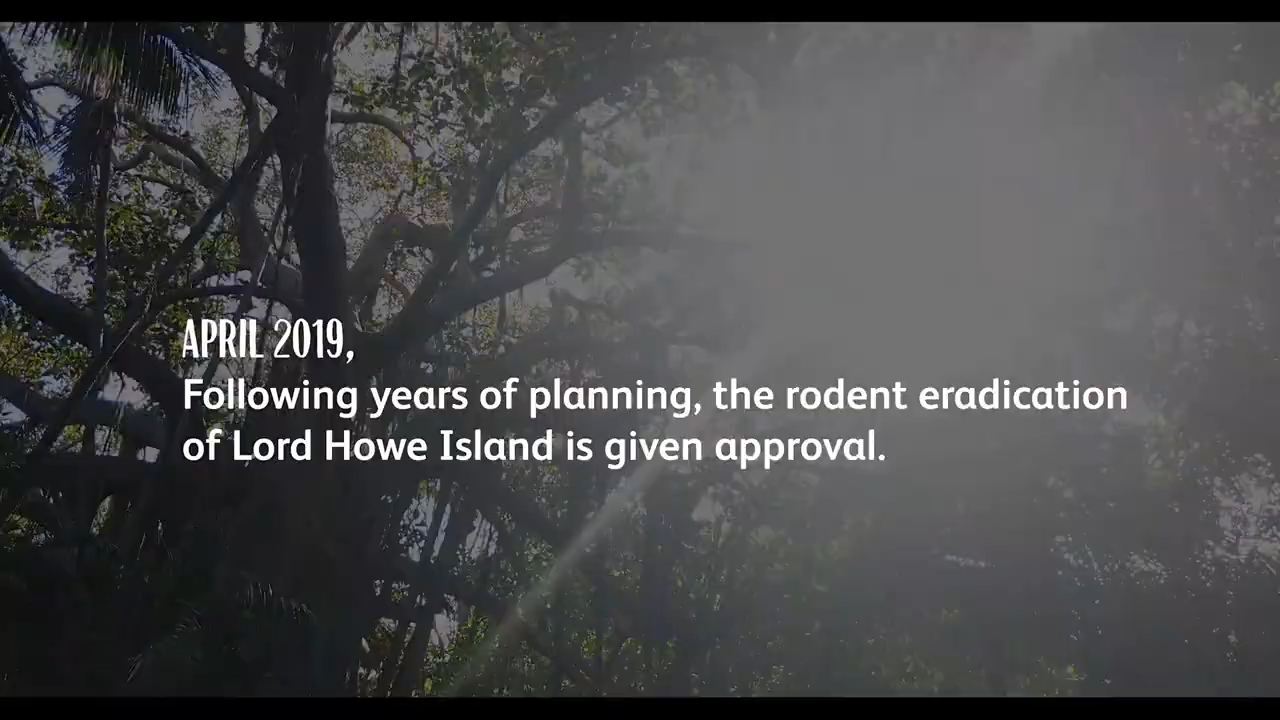 APRIL 2019,
Following years of planning, the rodent eradication
of Lord Howe Island is given approval.